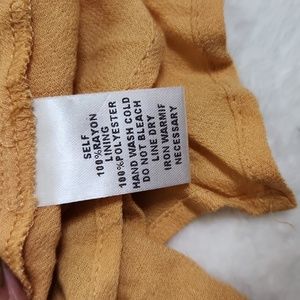 SELF
100%RAYON
LINING
100%POLYESTER
HAND WASH COLD
DO NOT BLEACH
LINE DRY
IRON WARMIF
NECESSARY